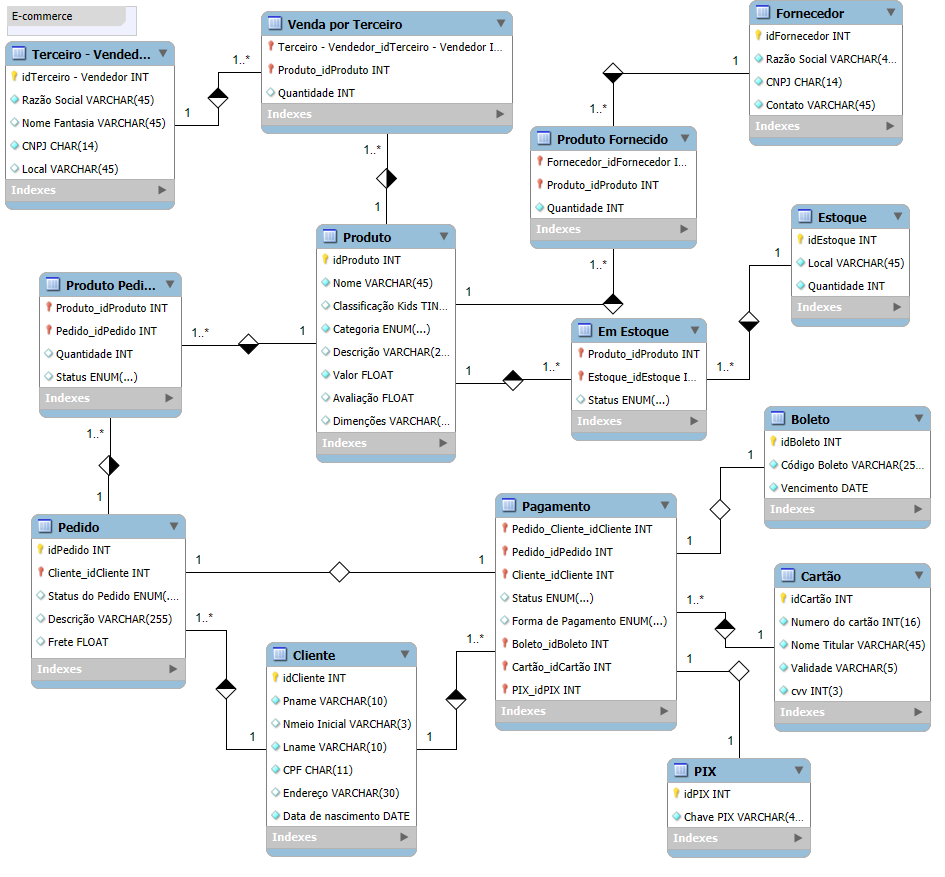 E-commerce
Terceiro - Vended...
idTerceiro - Vendedor INT
Razão Social VARCHAR(45)
Nome Fantasia VARCHAR(45)
CNPJ CHAR(14)
Local VARCHAR(45)
Indexes
1
1..*
Venda por Terceiro
Terceiro - Vendedor_idTerceiro - Vendedor I...
Produto_idProduto INT
Quantidade INT
Indexes
1..*
1
Fornecedor
idFornecedor INT
Razão Social VARCHAR(4...
CNPJ CHAR(14)
Contato VARCHAR(45)
Indexes
1
1..*
Produto Fornecido
Fornecedor_idFornecedor I...
Produto_idProduto INT
Quantidade INT
Indexes
1..*
1
Produto
idProduto INT
Nome VARCHAR(45)
Classificação Kids TIN...
Categoria ENUM(...)
Descrição VARCHAR(2...
Valor FLOAT
Avaliação FLOAT
Dimenções VARCHAR(...
Indexes
1
1..*
Estoque
idEstoque INT
Local VARCHAR(45)
Quantidade INT
Indexes
1
1..*
Em Estoque
Produto_idProduto INT
Estoque_idEstoque I...
Status ENUM(...)
Indexes
Produto Pedi...
Produto_idProduto INT
Pedido_idPedido INT
Quantidade INT
Status ENUM(...)
Indexes
1..*
1
1..*
1
Pedido
idPedido INT
Cliente_idCliente INT
Status do Pedido ENUM(....
Descrição VARCHAR(255)
Frete FLOAT
Indexes
1
1
1..*
1
Cliente
idCliente INT
Pname VARCHAR(10)
Nmeio Inicial VARCHAR(3)
Lname VARCHAR(10)
CPF CHAR(11)
Endereço VARCHAR(30)
Data de nascimento DATE
Indexes
1..*
1
Pagamento
Pedido_Cliente_idCliente INT
Pedido_idPedido INT
Cliente_idCliente INT
Status ENUM(...)
Forma de Pagamento ENUM(...)
Boleto_idBoleto INT
Cartão_idCartão INT
PIX_idPIX INT
Indexes
1
1
Boleto
idBoleto INT
Código Boleto VARCHAR(25...
Vencimento DATE
Indexes
1..*
1
Cartão
idCartão INT
Numero do cartão INT(16)
Nome Titular VARCHAR(45)
Validade VARCHAR(5)
cvv INT(3)
Indexes
1
1
PIX
idPIX INT
Chave PIX VARCHAR(4...
Indexes